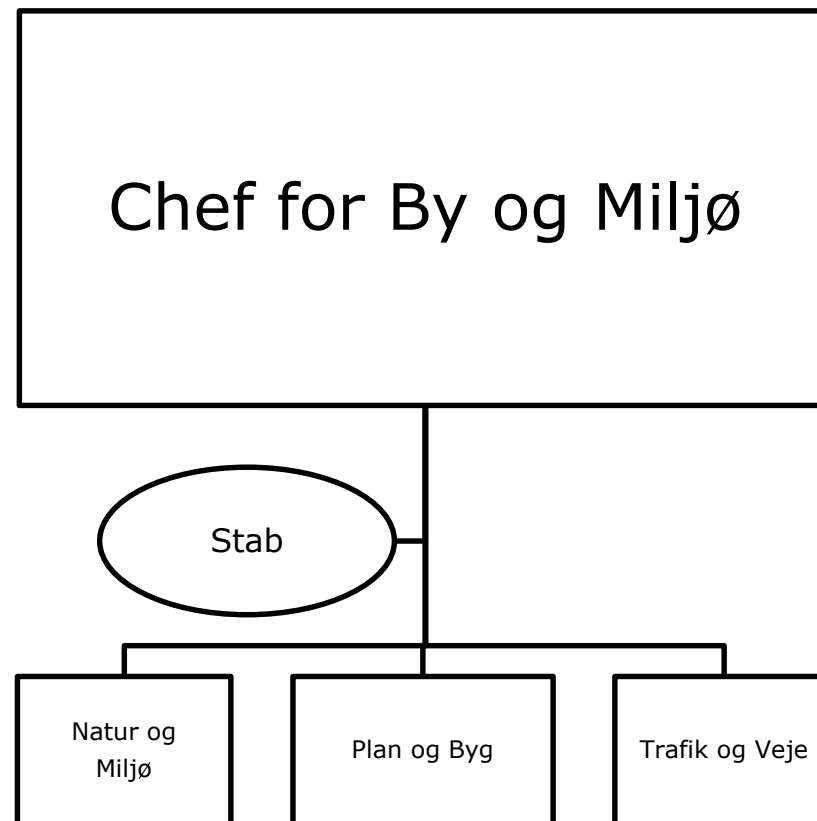 Chef for By og Miljø
Stab
Natur og
Miljø
Plan og Byg
Trafik og Veje